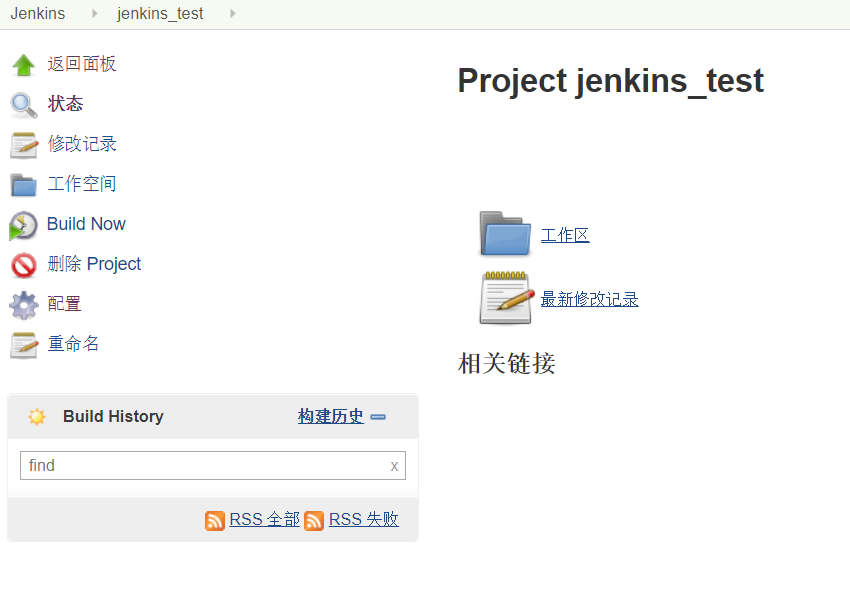 Jenkins jenkins_test
返回面板
状态
修改记录
工作空间
Build Now
删除 Project
配置
重命名
Build History 构建历史
find x
RSS 全部 RSS 失败
Project jenkins_test
工作区
最新修改记录
相关链接